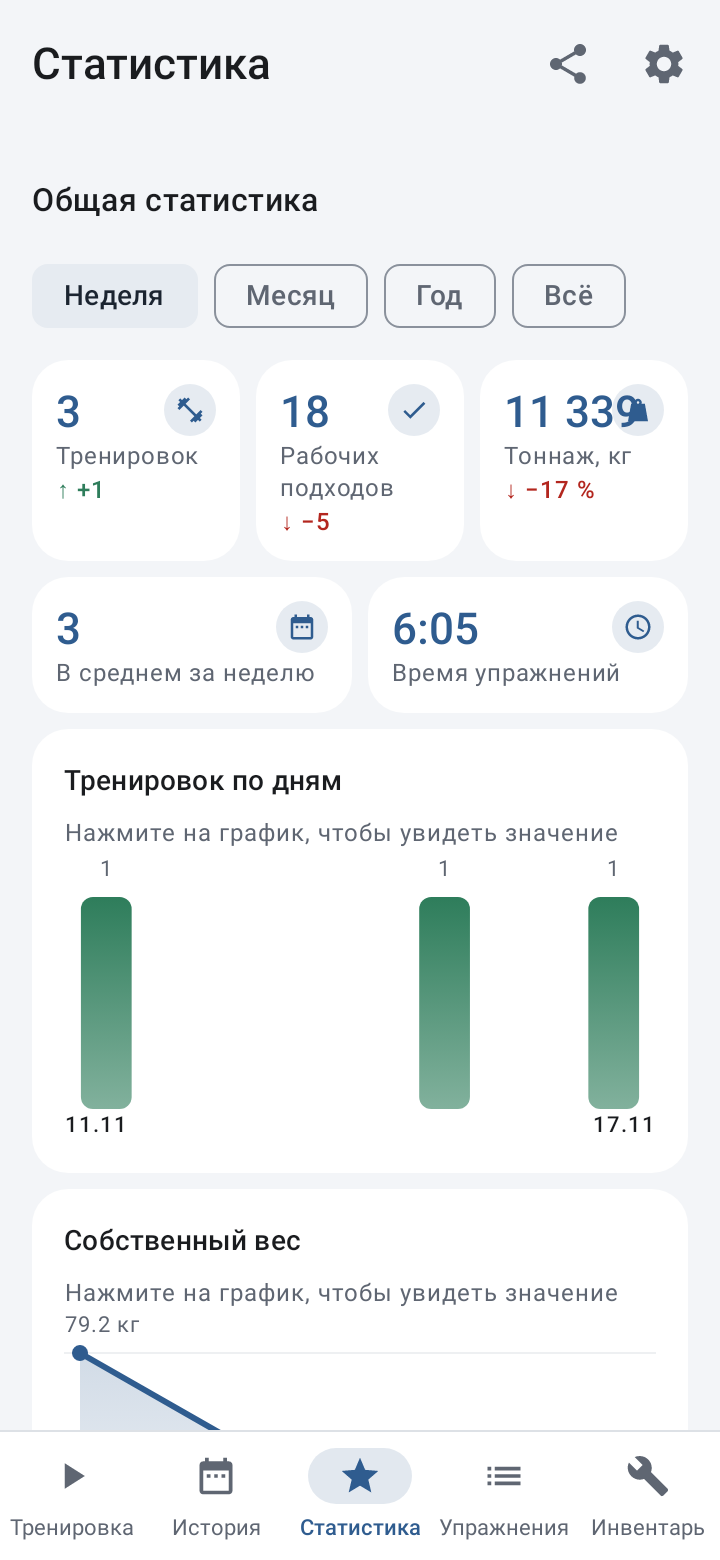 Статистика
Общая статистика
Неделя
Месяц
Год
Всё
3
Тренировок
↑ +1
18
Рабочих
подходов
↓ −5
11 339
Тоннаж, кг
↓ −17 %
3
В среднем за неделю
6:05
Время упражнений
Тренировок по дням
Нажмите на график, чтобы увидеть значение
1
1
1
11.11
17.11
Собственный вес
Нажмите на график, чтобы увидеть значение
79.2 кг
Тренировка
История
Статистика
Упражнения
Инвентарь